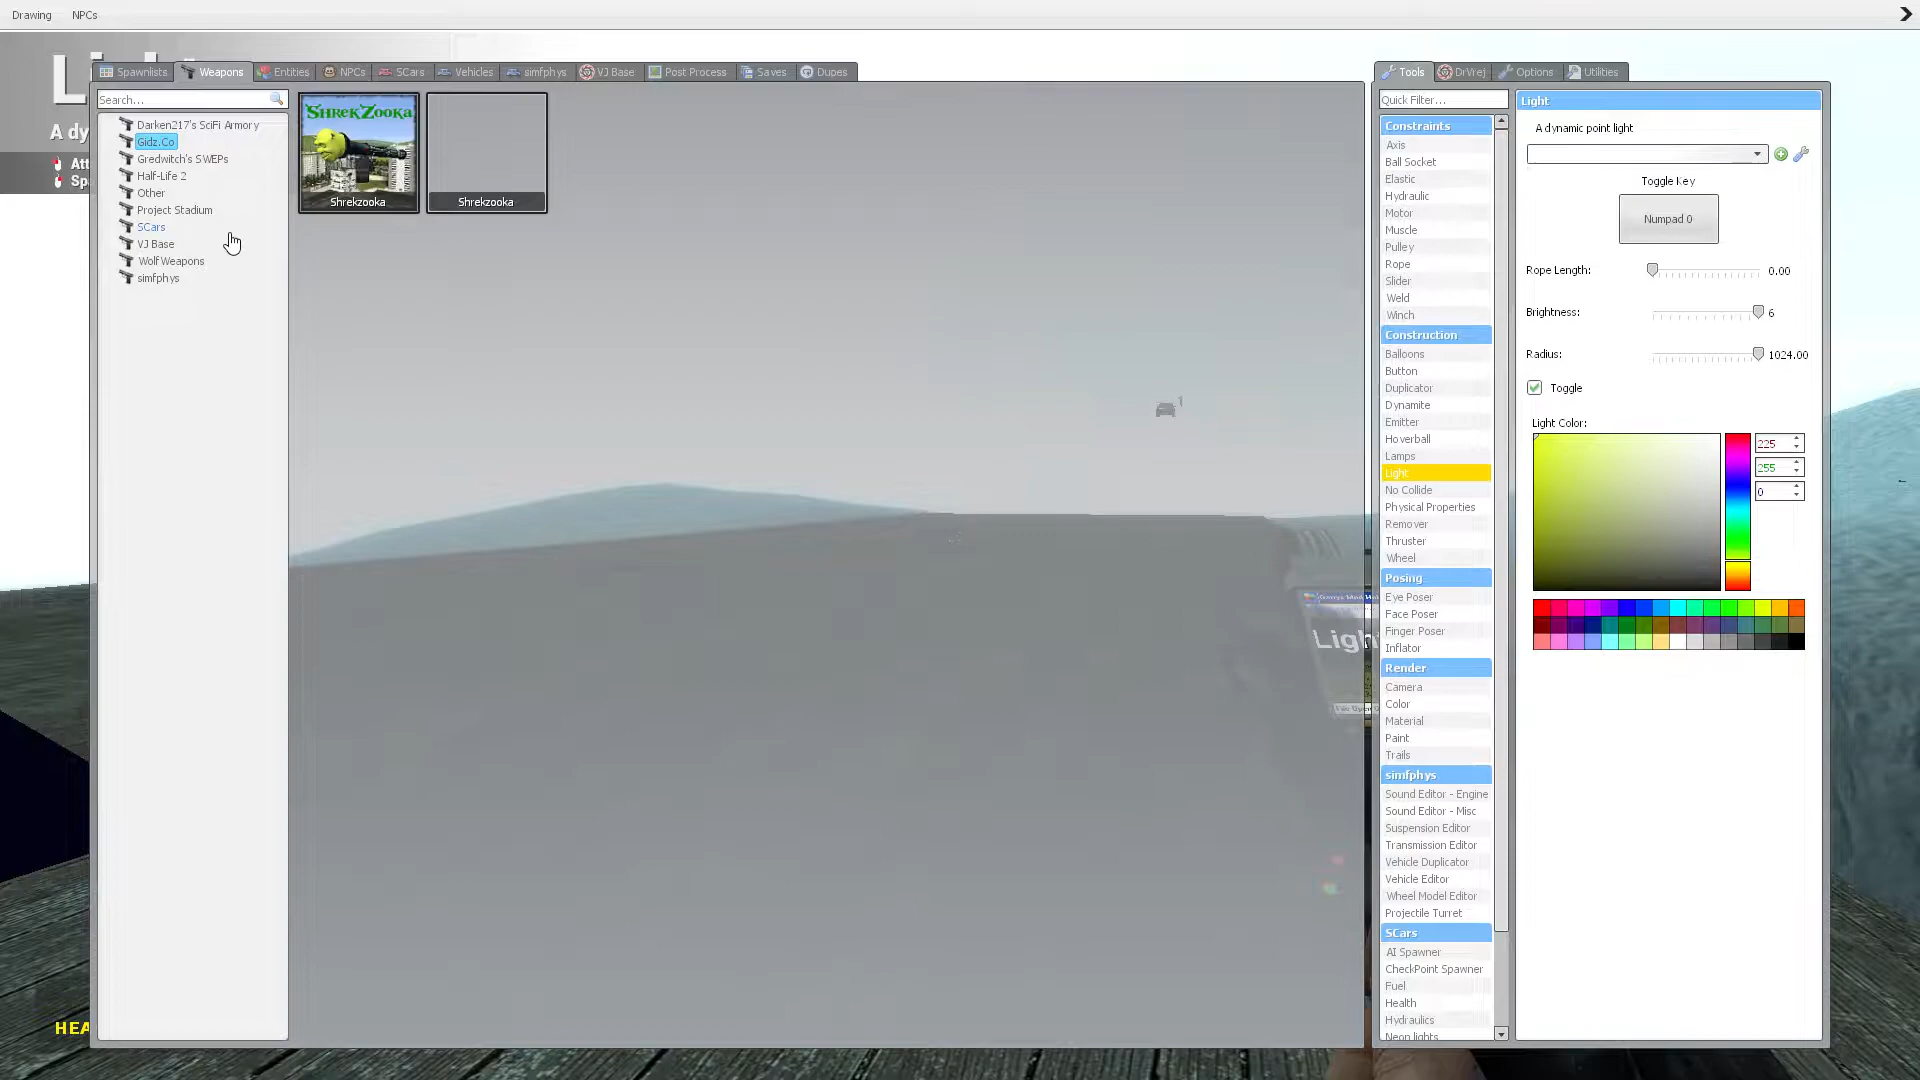 Drawing NPCs
Spawnlists Weapons Entities NPCs SCars Vehicles simfphys VJ Base Post Process Saves Dupes
Search...
Darken217's SciFi Armory
Gidz.Co
Gredwitch's SWEPs
Half-Life 2
Other
Project Stadium
SCars
VJ Base
Wolf Weapons
simfphys
SHREKZOOKA
Shrekzooka
Shrekzooka
A dy
Att
Sp
HEA
1
Light
Tools DrVrej Options Utilities
Quick Filter...
Constraints
Axis
Ball Socket
Elastic
Hydraulic
Motor
Muscle
Pulley
Rope
Slider
Weld
Winch
Construction
Balloons
Button
Duplicator
Dynamite
Emitter
Hoverball
Lamps
Light
No Collide
Physical Properties
Remover
Thruster
Wheel
Posing
Eye Poser
Face Poser
Finger Poser
Inflator
Render
Camera
Color
Material
Paint
Trails
simfphys
Sound Editor - Engine
Sound Editor - Misc
Suspension Editor
Transmission Editor
Vehicle Duplicator
Vehicle Editor
Wheel Model Editor
Projectile Turret
SCars
AI Spawner
CheckPoint Spawner
Fuel
Health
Hydraulics
Neon lights
Light
A dynamic point light
Toggle Key
Numpad 0
Rope Length: 0.00
Brightness: 6
Radius: 1024.00
Toggle
Light Color:
225
255
0